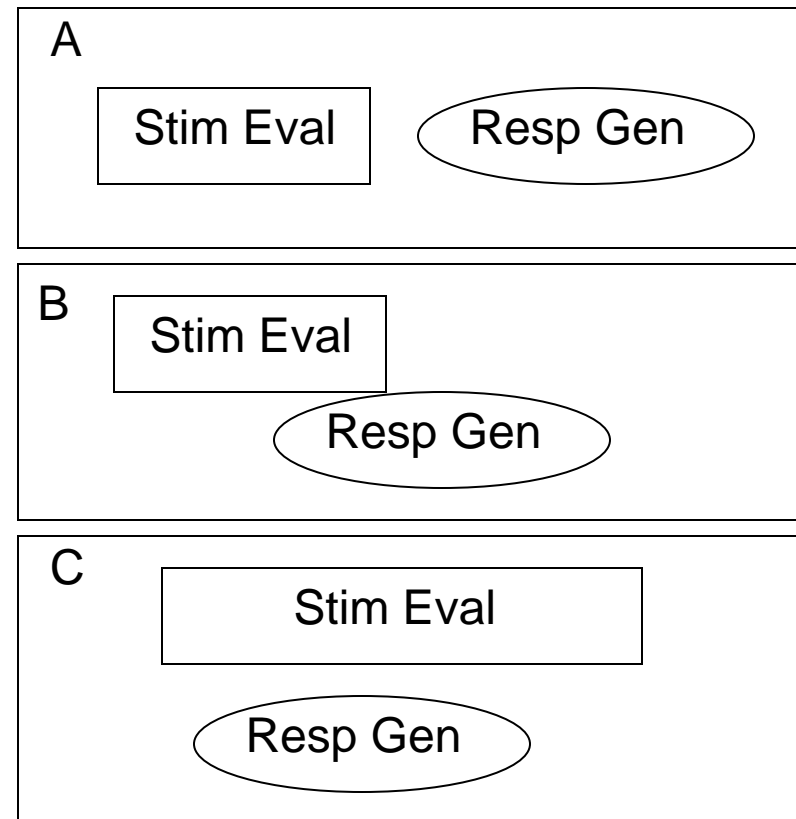 A
Stim Eval Resp Gen
B
Stim Eval
Resp Gen
C
Stim Eval
Resp Gen